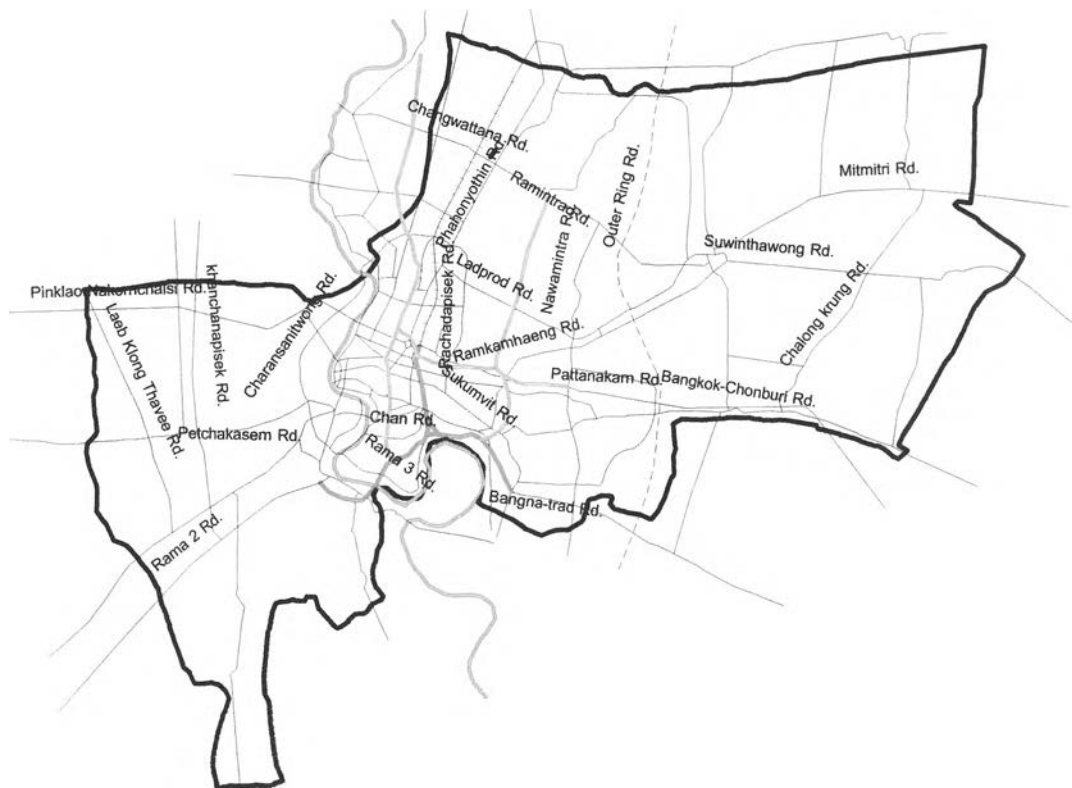 Changwattana Rd.
Phahonyothin Rd.
Ramintra Rd.
Outer Ring Rd.
Mitmitri Rd.
Nawamintra Rd.
Suwinthawong Rd.
Ladprod Rd.
Rachadapisek Rd.
Pinklao Nakornchaisi Rd.
khanchanapisek Rd.
Charansanitwong Rd.
Laeb Klong Thavee Rd.
Ramkamhaeng Rd.
Chalong krung Rd.
Sukumvit Rd.
Pattanakarn Rd.
Bangkok-Chonburi Rd.
Chan Rd.
Petchakasem Rd.
Rama 3 Rd.
Bangna-trad Rd.
Rama 2 Rd.